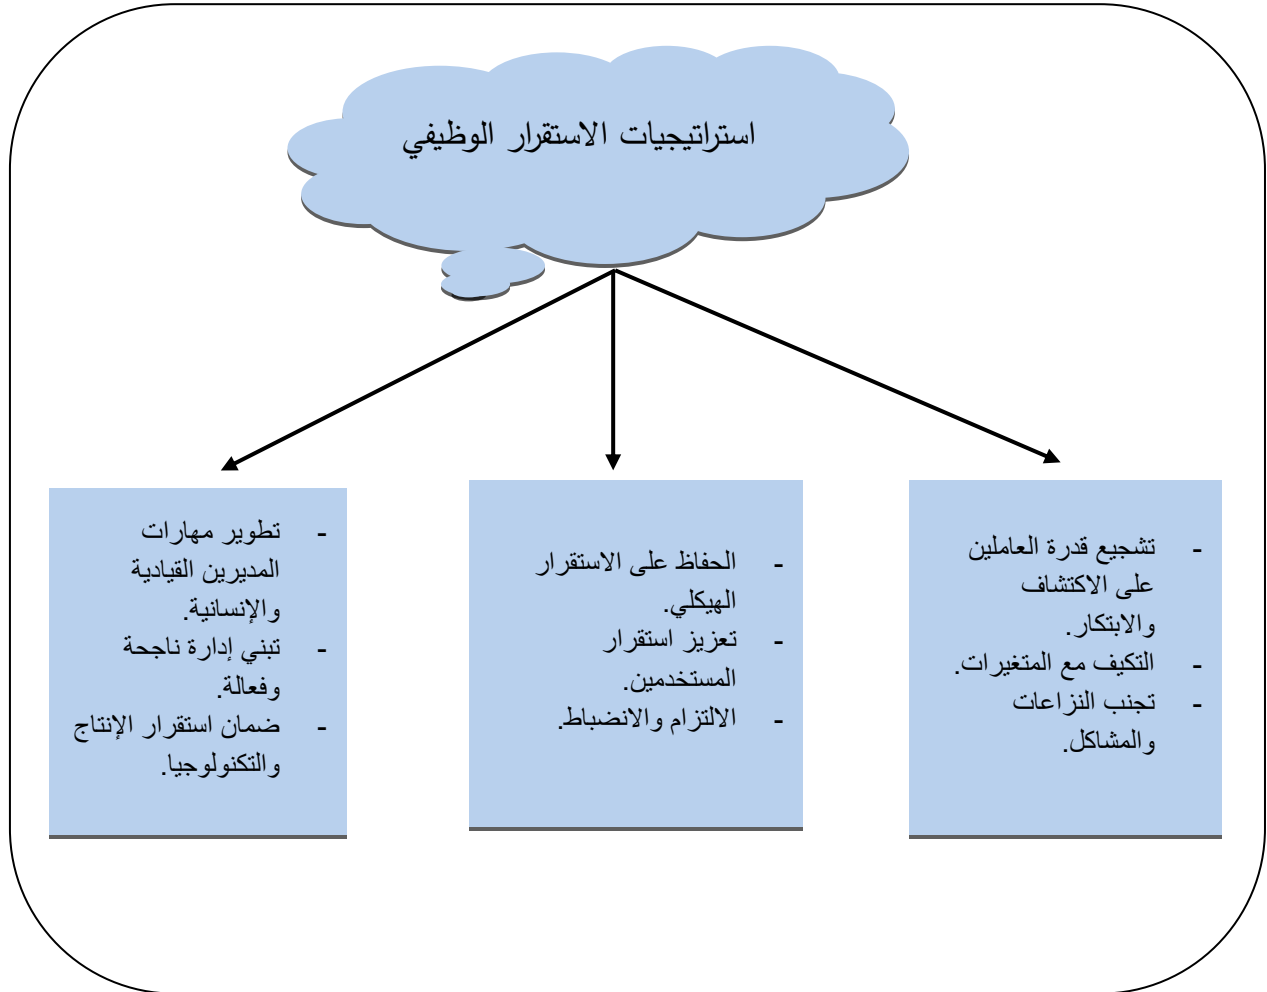 استراتيجيات الاستقرار الوظيفي
- تشجيع قدرة العاملين
على الاكتشاف
والابتكار.
- التكيف مع المتغيرات.
- تجنب النزاعات
والمشاكل.
- الحفاظ على الاستقرار
الهيكلي.
- تعزيز استقرار
المستخدمين.
- الالتزام والانضباط.
- تطوير مهارات
المديرين القيادية
والإنسانية.
- تبني إدارة ناجحة
وفعالة.
- ضمان استقرار الإنتاج
والتكنولوجيا.